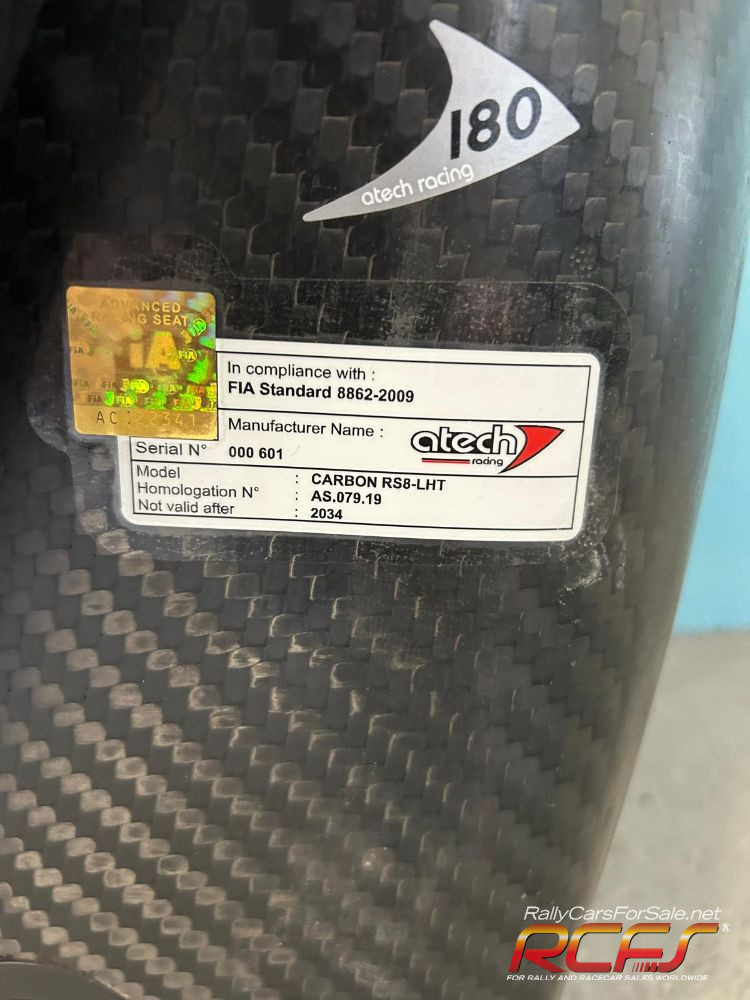 180
atech racing
ADVANCED
RACING SEAT
FIA
In compliance with :
FIA Standard 8862-2009
Manufacturer Name :
atech
racing
Serial N° 000 601
Model : CARBON RS8-LHT
Homologation N° : AS.079.19
Not valid after : 2034
RallyCarsForSale.net
RCFS®
FOR RALLY AND RACECAR SALES WORLDWIDE